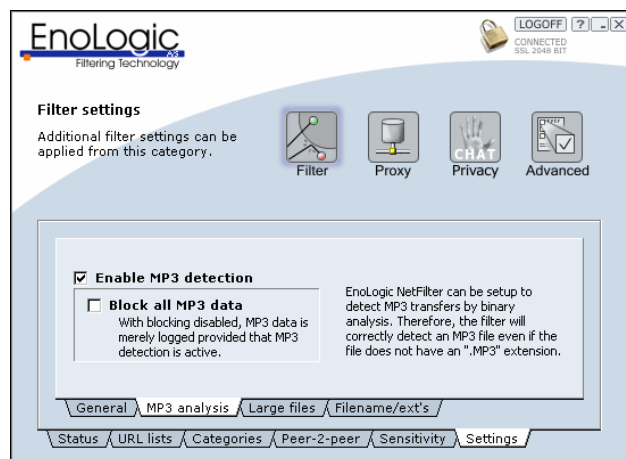 EnoLogic
A3
Filtering Technology
LOGOFF ? - X
CONNECTED
SSL 2048 BIT
Filter settings
Additional filter settings can be
applied from this category.
CHAT
Filter Proxy Privacy Advanced
Enable MP3 detection
Block all MP3 data
With blocking disabled, MP3 data is
merely logged provided that MP3
detection is active.
EnoLogic NetFilter can be setup to
detect MP3 transfers by binary
analysis. Therefore, the filter will
correctly detect an MP3 file even if the
file does not have an ".MP3" extension.
General MP3 analysis Large files Filename/ext's
Status URL lists Categories Peer-2-peer Sensitivity Settings